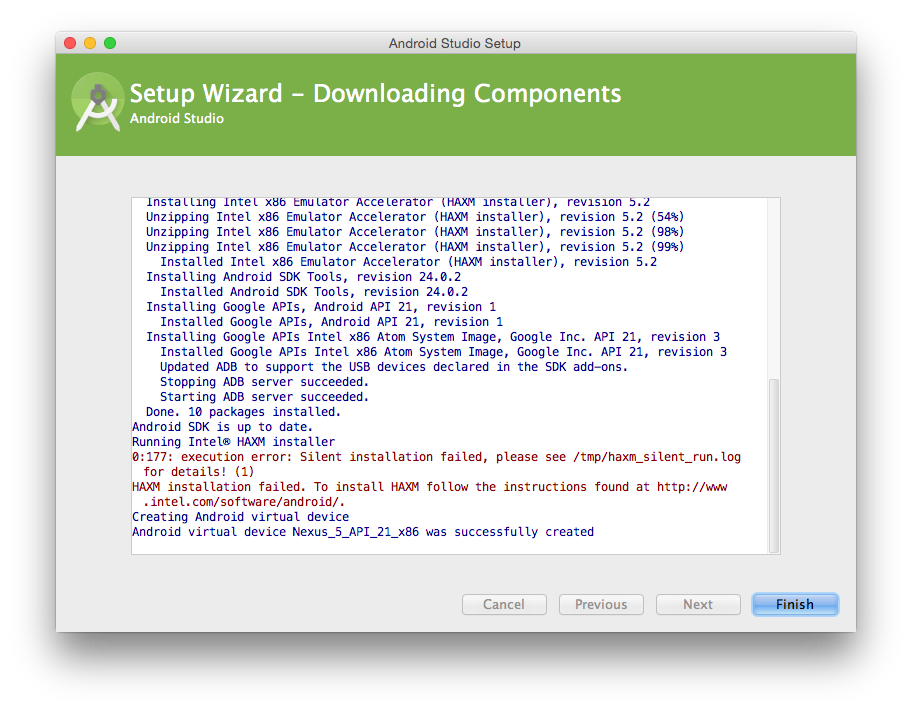 Android Studio Setup
Setup Wizard – Downloading Components
Android Studio
Installing Intel x86 Emulator Accelerator (HAXM installer), revision 5.2
Unzipping Intel x86 Emulator Accelerator (HAXM installer), revision 5.2 (54%)
Unzipping Intel x86 Emulator Accelerator (HAXM installer), revision 5.2 (98%)
Unzipping Intel x86 Emulator Accelerator (HAXM installer), revision 5.2 (99%)
Installed Intel x86 Emulator Accelerator (HAXM installer), revision 5.2
Installing Android SDK Tools, revision 24.0.2
Installed Android SDK Tools, revision 24.0.2
Installing Google APIs, Android API 21, revision 1
Installed Google APIs, Android API 21, revision 1
Installing Google APIs Intel x86 Atom System Image, Google Inc. API 21, revision 3
Installed Google APIs Intel x86 Atom System Image, Google Inc. API 21, revision 3
Updated ADB to support the USB devices declared in the SDK add-ons.
Stopping ADB server succeeded.
Starting ADB server succeeded.
Done. 10 packages installed.
Android SDK is up to date.
Running Intel® HAXM installer
0:177: execution error: Silent installation failed, please see /tmp/haxm_silent_run.log
for details! (1)
HAXM installation failed. To install HAXM follow the instructions found at http://www
.intel.com/software/android/.
Creating Android virtual device
Android virtual device Nexus_5_API_21_x86 was successfully created
Cancel
Previous
Next
Finish